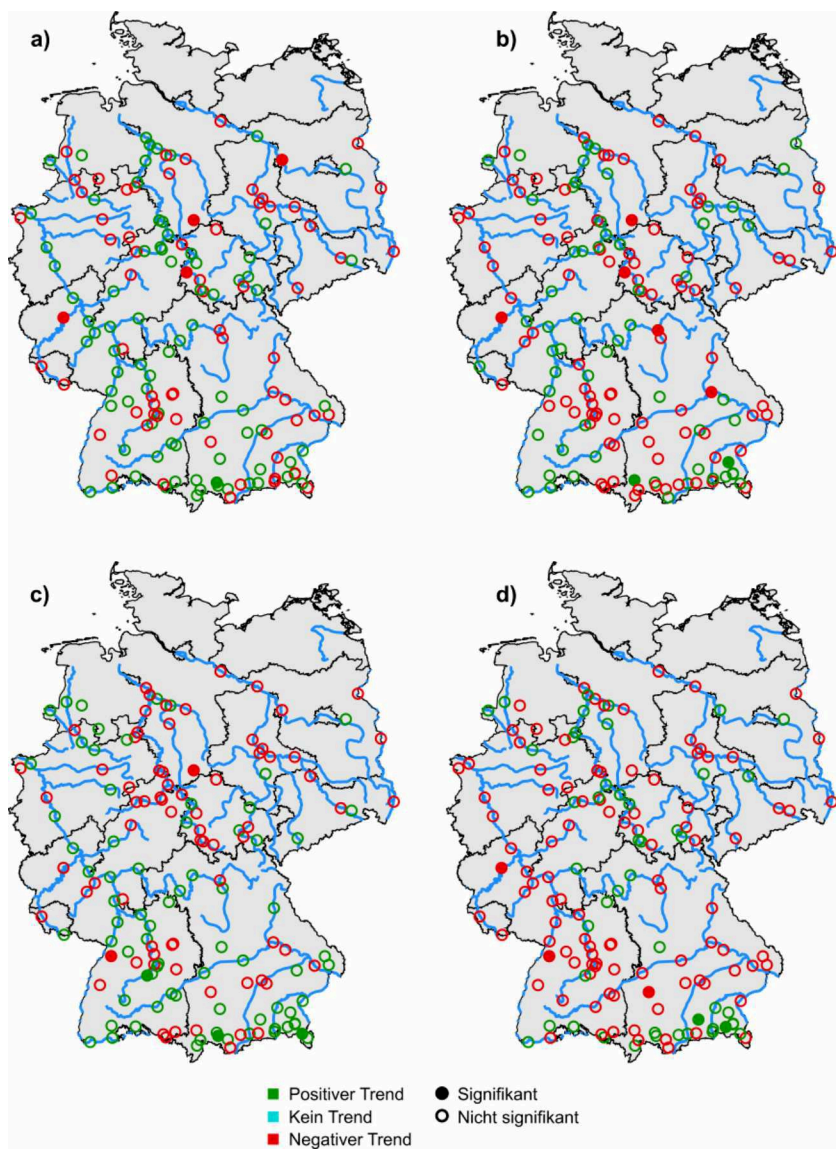 a)
b)
c)
d)
Positiver Trend
Signifikant
Kein Trend
Nicht signifikant
Negativer Trend